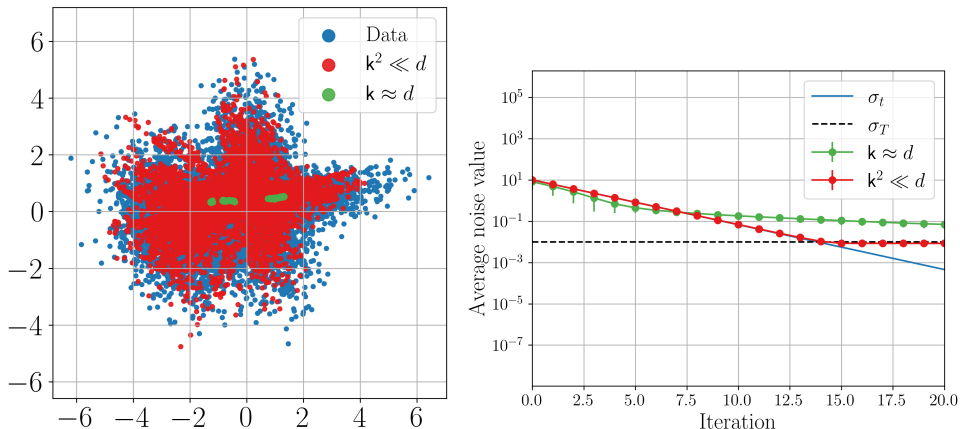 6
4
2
0
−2
−4
−6
−6 −4 −2 0 2 4 6
Data
k² ≪ d
k ≈ d
Average noise value
10⁵
10³
10¹
10⁻¹
10⁻³
10⁻⁵
10⁻⁷
0.0 2.5 5.0 7.5 10.0 12.5 15.0 17.5 20.0
Iteration
σₜ
σ_T
k ≈ d
k² ≪ d